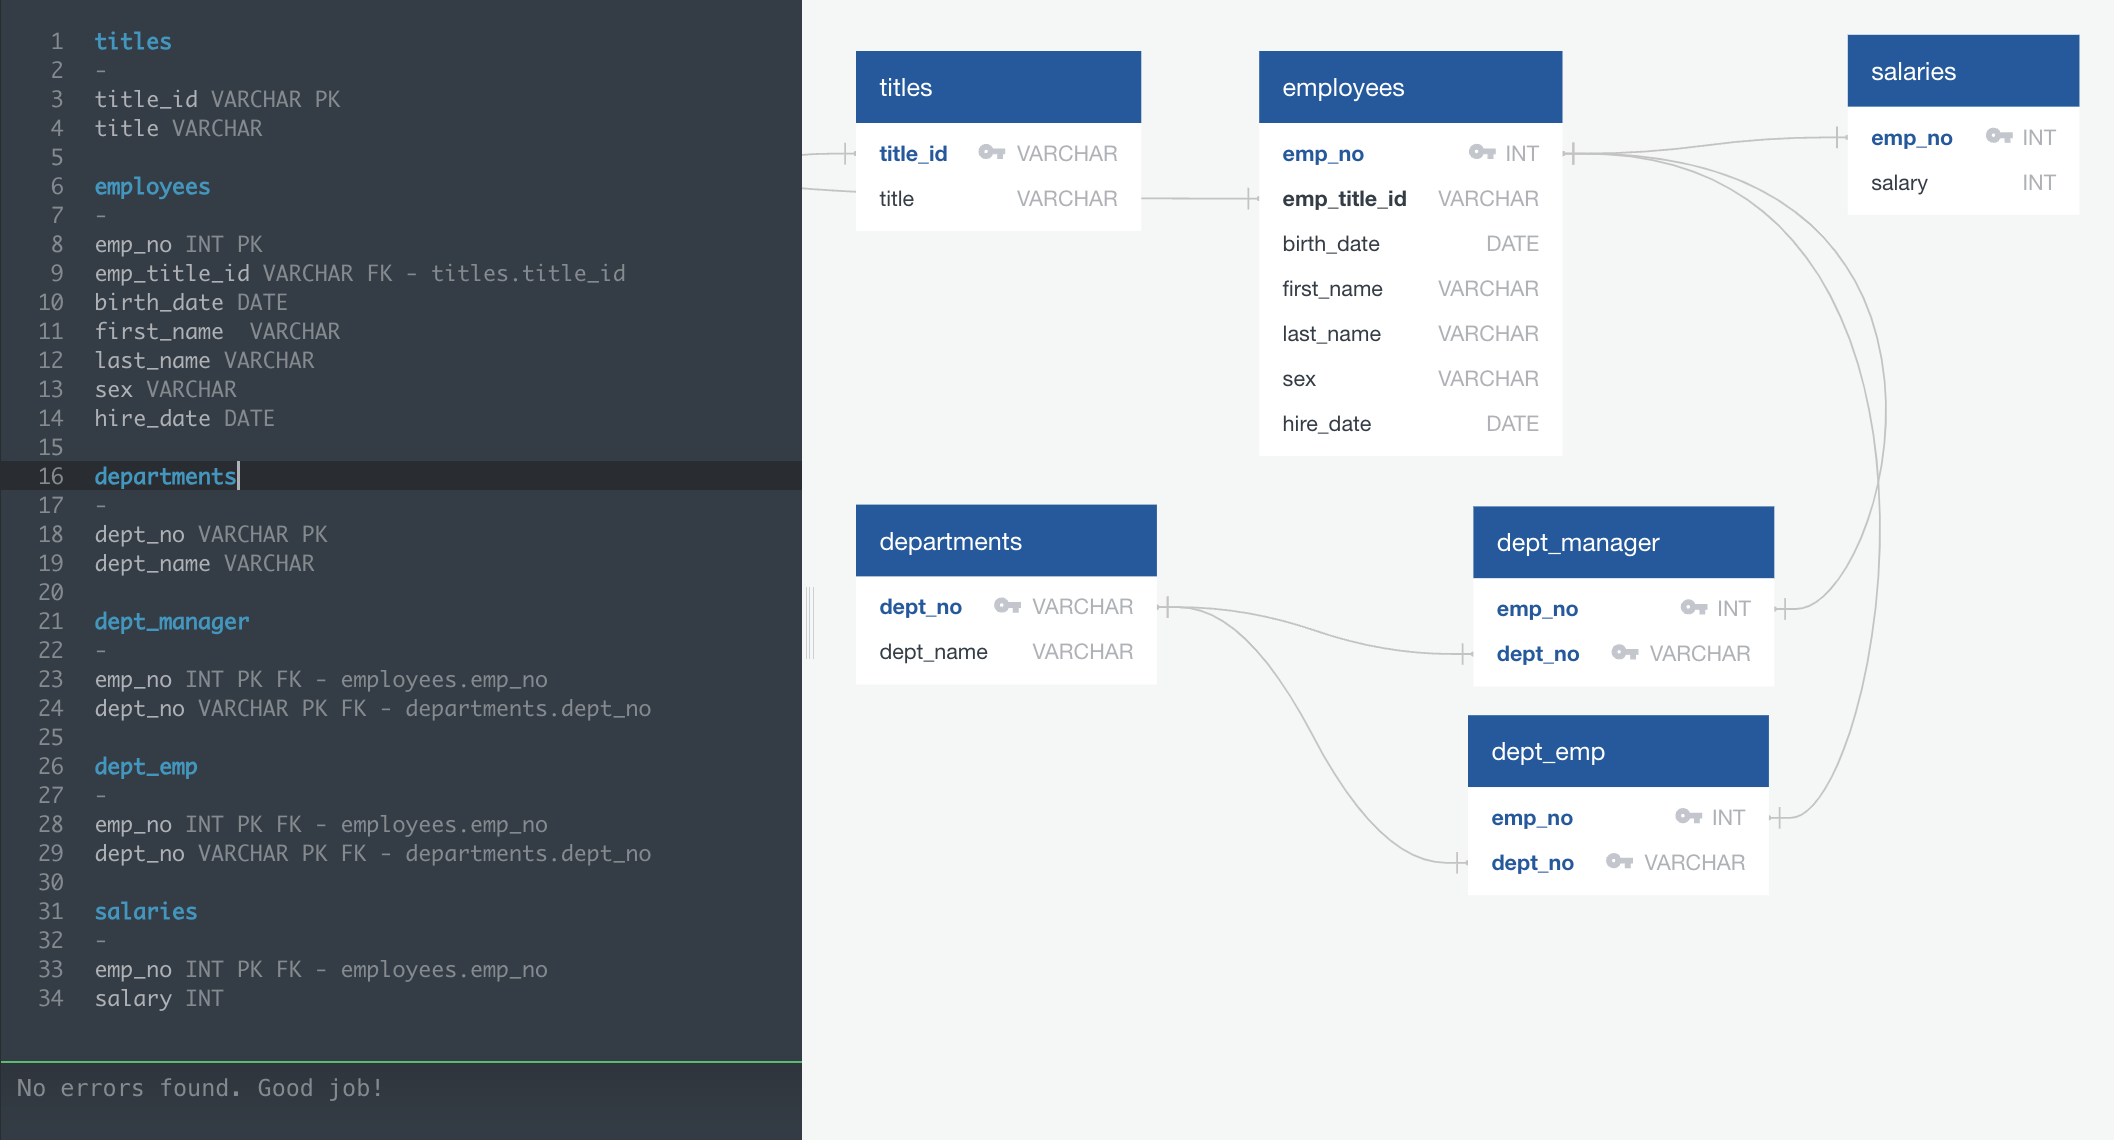 1 titles
2 -
3 title_id VARCHAR PK
4 title VARCHAR
5
6 employees
7 -
8 emp_no INT PK
9 emp_title_id VARCHAR FK - titles.title_id
10 birth_date DATE
11 first_name  VARCHAR
12 last_name VARCHAR
13 sex VARCHAR
14 hire_date DATE
15
16 departments
17 -
18 dept_no VARCHAR PK
19 dept_name VARCHAR
20
21 dept_manager
22 -
23 emp_no INT PK FK - employees.emp_no
24 dept_no VARCHAR PK FK - departments.dept_no
25
26 dept_emp
27 -
28 emp_no INT PK FK - employees.emp_no
29 dept_no VARCHAR PK FK - departments.dept_no
30
31 salaries
32 -
33 emp_no INT PK FK - employees.emp_no
34 salary INT
No errors found. Good job!
titles
title_id VARCHAR
title VARCHAR
employees
emp_no INT
emp_title_id VARCHAR
birth_date DATE
first_name VARCHAR
last_name VARCHAR
sex VARCHAR
hire_date DATE
salaries
emp_no INT
salary INT
departments
dept_no VARCHAR
dept_name VARCHAR
dept_manager
emp_no INT
dept_no VARCHAR
dept_emp
emp_no INT
dept_no VARCHAR